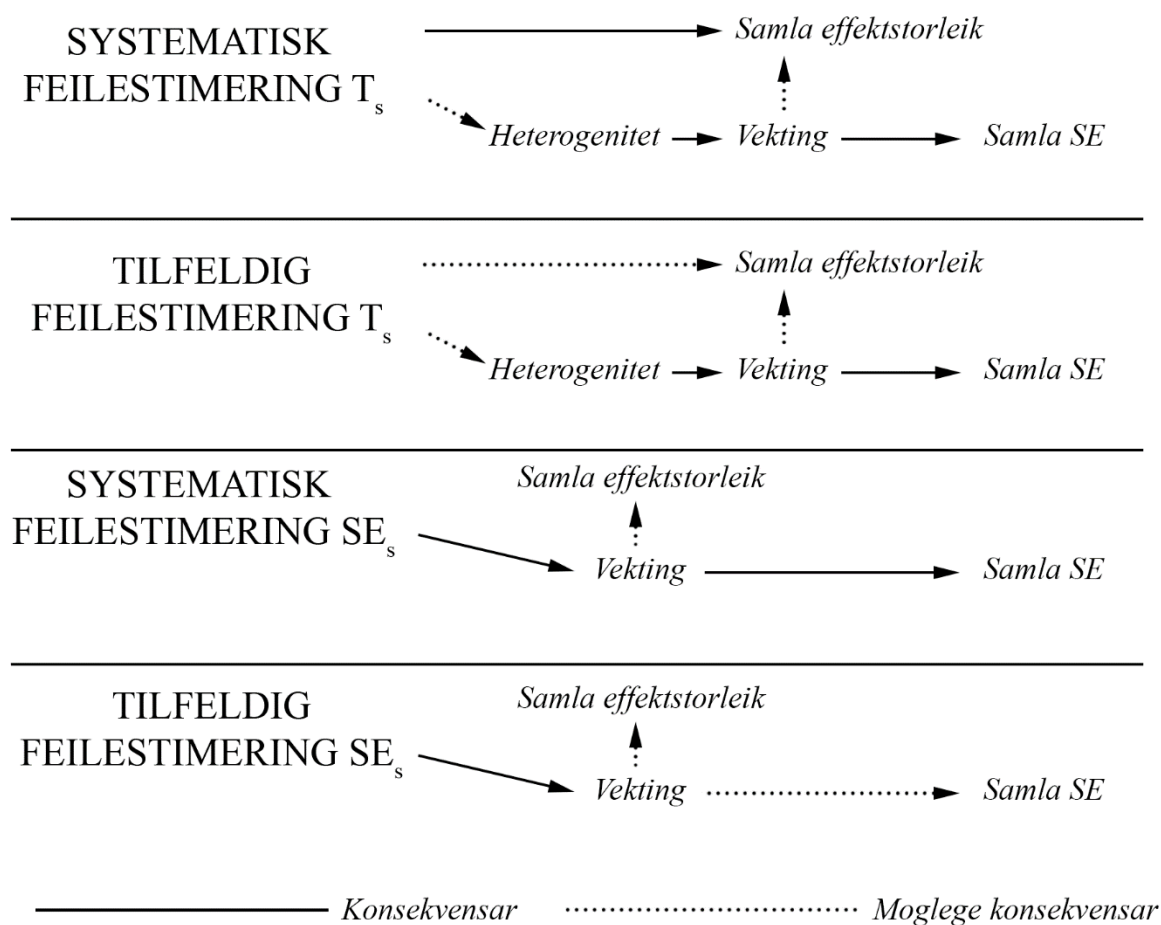 SYSTEMATISK
FEILESTIMERING Ts
Samla effektstorleik
Heterogenitet Vekting Samla SE
TILFELDIG
FEILESTIMERING Ts
Samla effektstorleik
Heterogenitet Vekting Samla SE
SYSTEMATISK
FEILESTIMERING SEs
Samla effektstorleik
Vekting Samla SE
TILFELDIG
FEILESTIMERING SEs
Samla effektstorleik
Vekting Samla SE
Konsekvensar Moglege konsekvensar